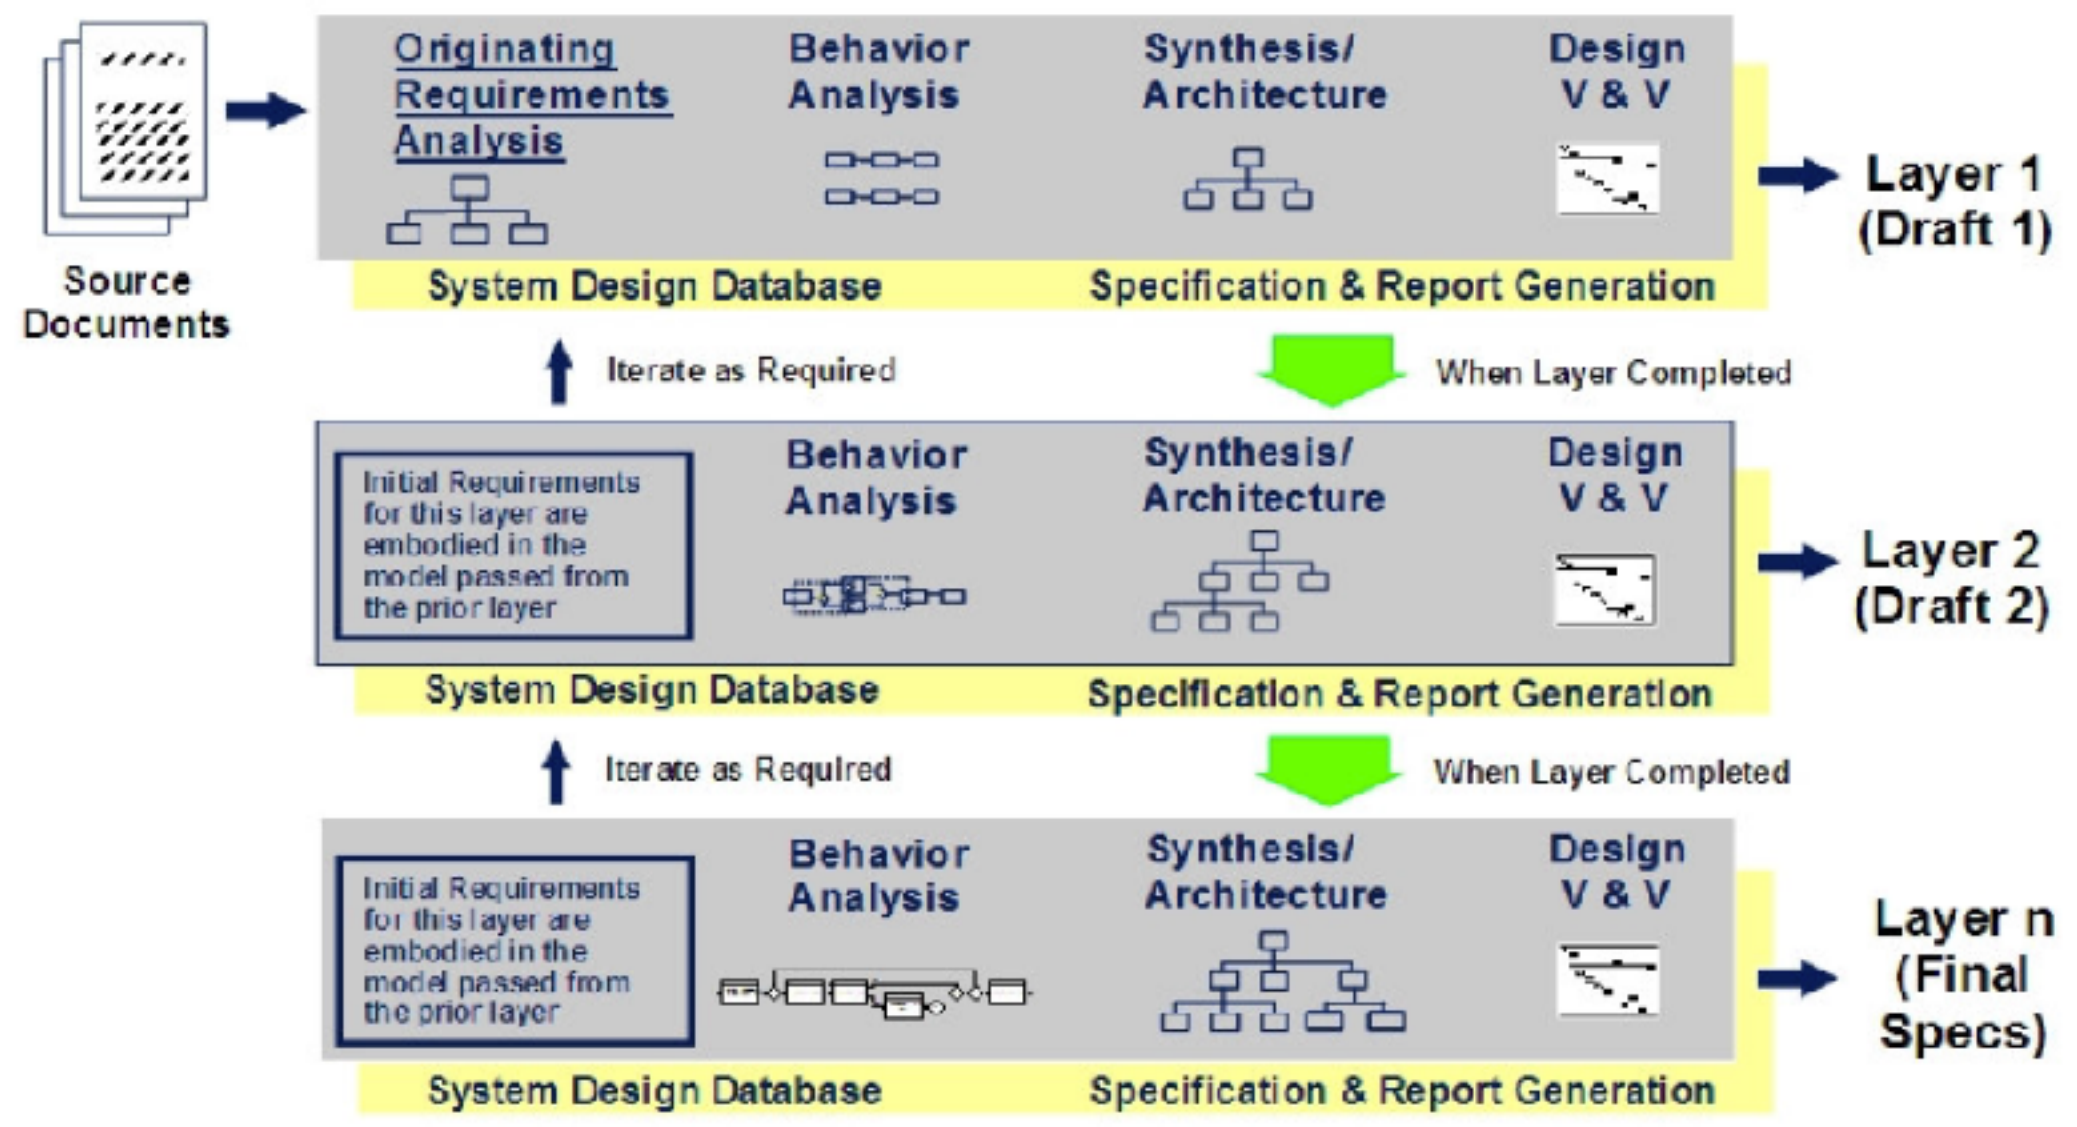 Source
Documents
Originating
Requirements
Analysis
Behavior
Analysis
Synthesis/
Architecture
Design
V & V
Layer 1
(Draft 1)
System Design Database
Specification & Report Generation
Iterate as Required
When Layer Completed
Initial Requirements
for this layer are
embodied in the
model passed from
the prior layer
Behavior
Analysis
Synthesis/
Architecture
Design
V & V
Layer 2
(Draft 2)
System Design Database
Specification & Report Generation
Iterate as Required
When Layer Completed
Initial Requirements
for this layer are
embodied in the
model passed from
the prior layer
Behavior
Analysis
Synthesis/
Architecture
Design
V & V
Layer n
(Final
Specs)
System Design Database
Specification & Report Generation